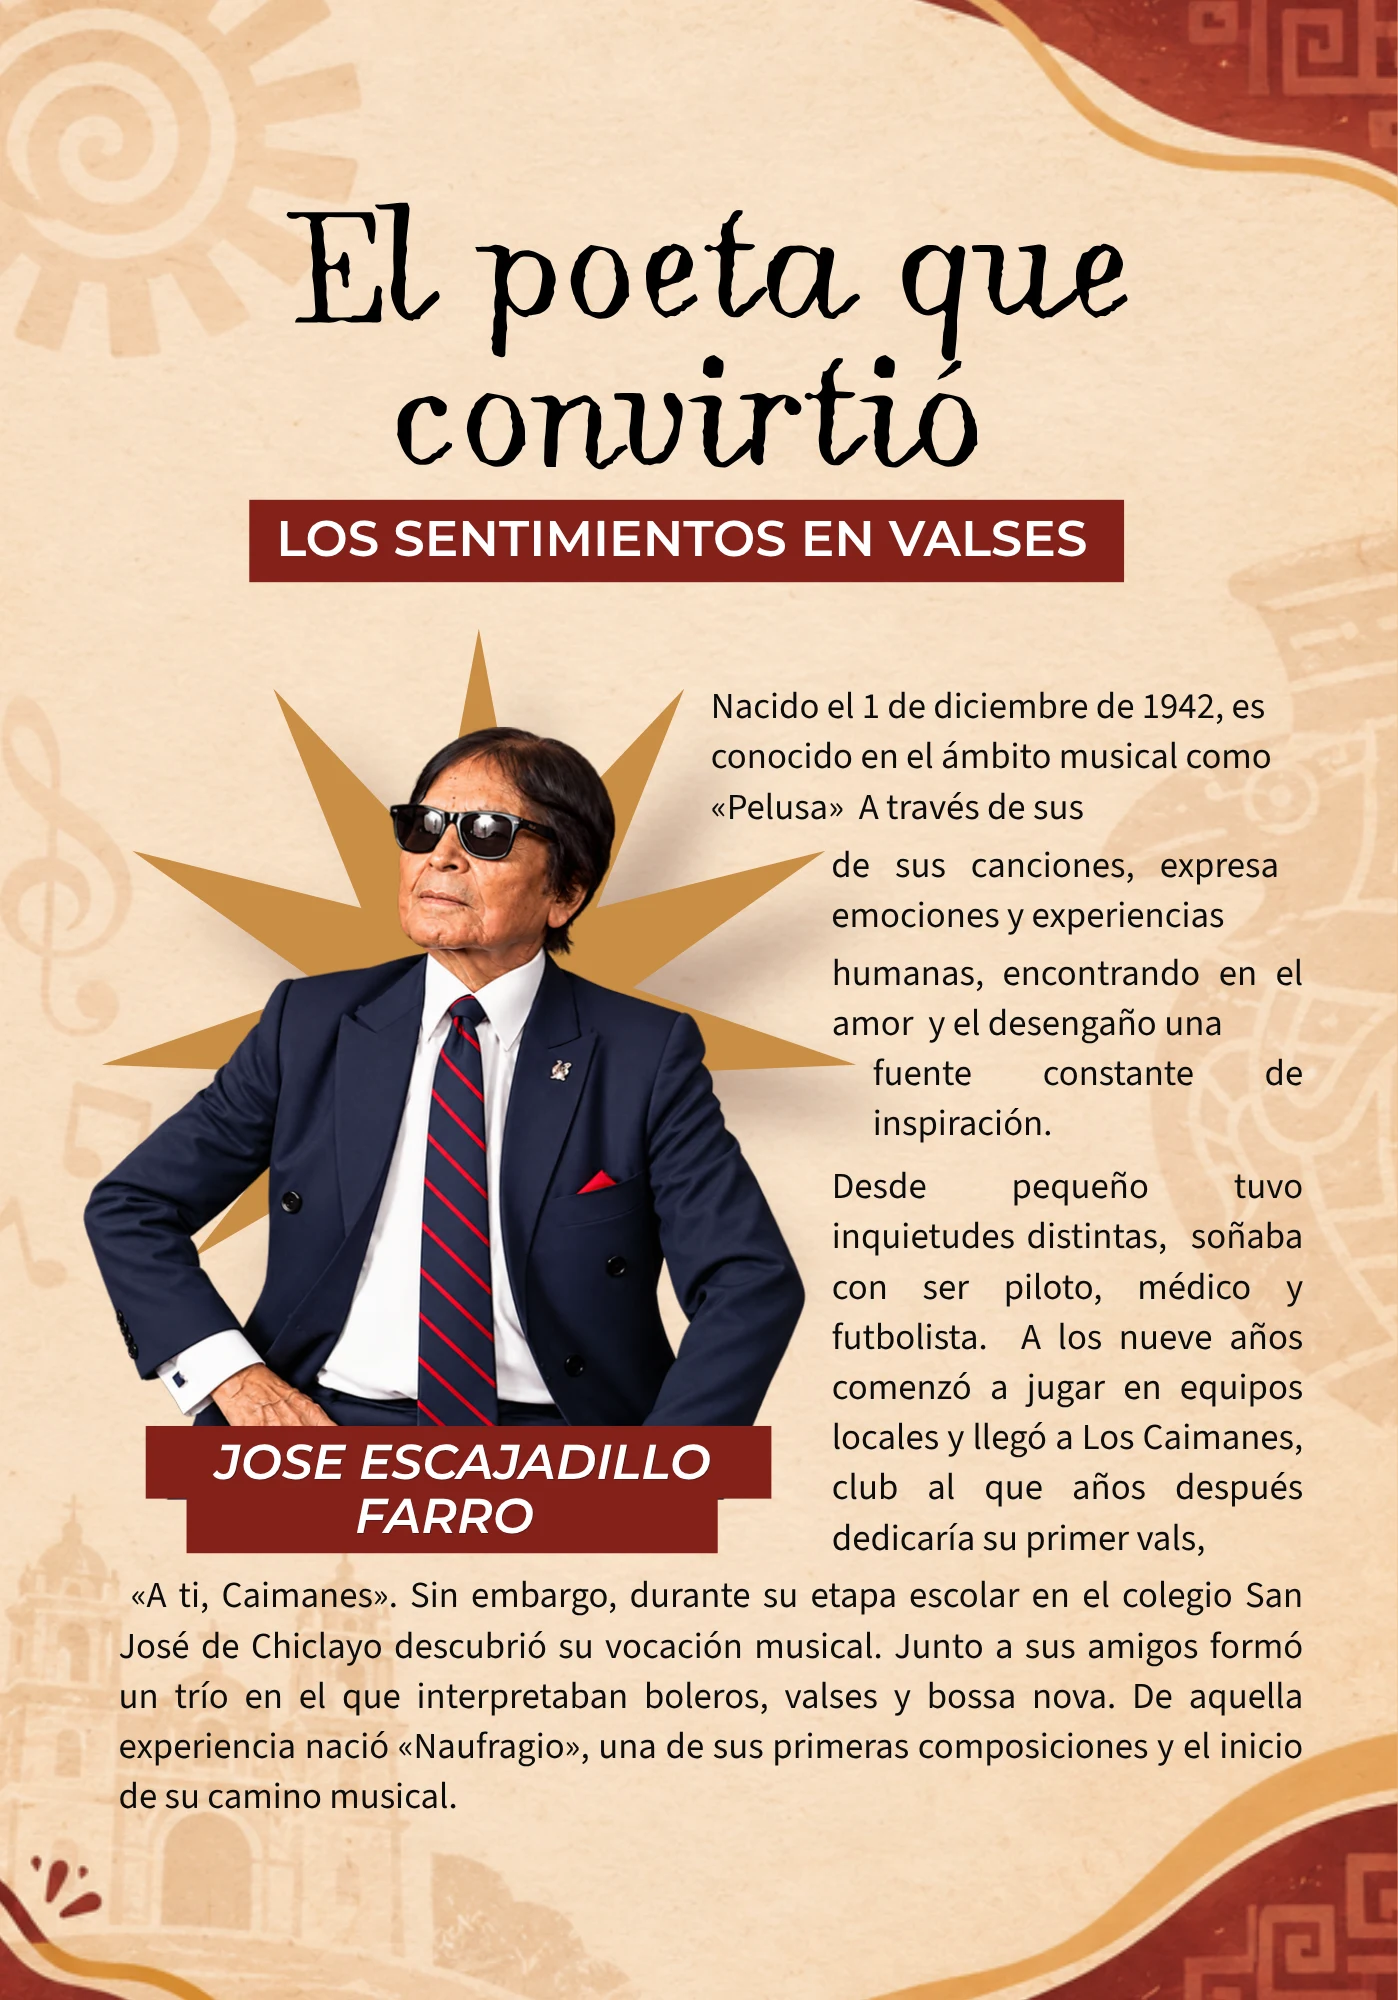 El poeta que
convirtió
LOS SENTIMIENTOS EN VALSES
Nacido el 1 de diciembre de 1942, es
conocido en el ámbito musical como
«Pelusa» A través de sus
de sus canciones, expresa
emociones y experiencias
humanas, encontrando en el
amor y el desengaño una
fuente constante de
inspiración.
Desde pequeño tuvo
inquietudes distintas, soñaba
con ser piloto, médico y
futbolista. A los nueve años
comenzó a jugar en equipos
locales y llegó a Los Caimanes,
club al que años después
dedicaría su primer vals,
JOSE ESCAJADILLO
FARRO
«A ti, Caimanes». Sin embargo, durante su etapa escolar en el colegio San
José de Chiclayo descubrió su vocación musical. Junto a sus amigos formó
un trío en el que interpretaban boleros, valses y bossa nova. De aquella
experiencia nació «Naufragio», una de sus primeras composiciones y el inicio
de su camino musical.